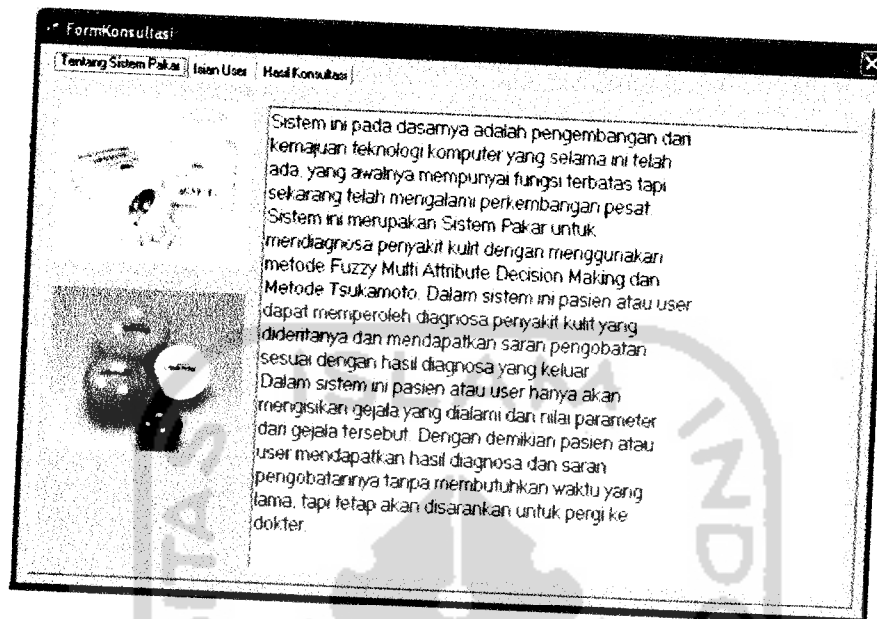 FormKonsultasi
Tentang Sistem Pakar Isian User Hasil Konsultasi
Sistem ini pada dasarnya adalah pengembangan dari
kemajuan teknologi komputer yang selama ini telah
ada, yang awalnya mempunyai fungsi terbatas tapi
sekarang telah mengalami perkembangan pesat.
Sistem ini merupakan Sistem Pakar untuk
mendiagnosa penyakit kulit dengan menggunakan
metode Fuzzy Multi Attribute Decision Making dan
Metode Tsukamoto. Dalam sistem ini pasien atau user
dapat memperoleh diagnosa penyakit kulit yang
dideritanya dan mendapatkan saran pengobatan
sesuai dengan hasil diagnosa yang keluar
Dalam sistem ini pasien atau user hanya akan
mengisikan gejala yang dialami dan nilai parameter
dari gejala tersebut. Dengan demikian pasien atau
user mendapatkan hasil diagnosa dan saran
pengobatannya tanpa membutuhkan waktu yang
lama, tapi tetap akan disarankan untuk pergi ke
dokter.
ISLAM
ITAS
INDO